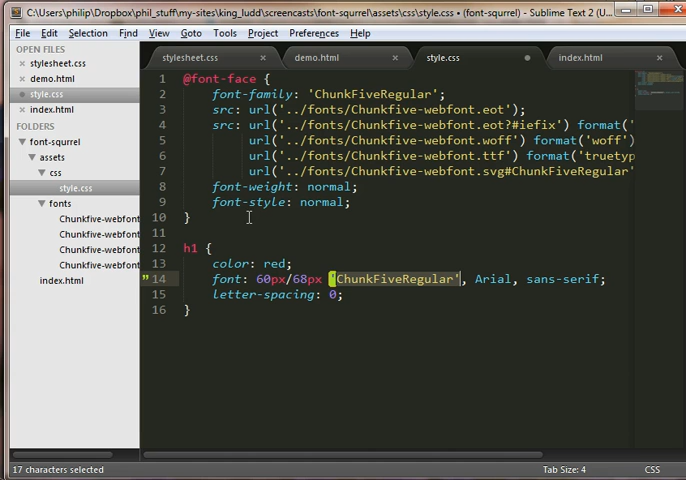 C:\Users\philip\Dropbox\phil_stuff\my-sites\king_ludd\screencasts\font-squrrel\assets\css\style.css • (font-squrrel) - Sublime Text 2 (U...
File Edit Selection Find View Goto Tools Project Preferences Help
OPEN FILES
stylesheet.css
demo.html
style.css
index.html
FOLDERS
font-squrrel
assets
css
style.css
fonts
Chunkfive-webfont
Chunkfive-webfont
Chunkfive-webfont
Chunkfive-webfont
index.html
stylesheet.css demo.html style.css index.html
1 @font-face {
2 font-family: 'ChunkFiveRegular';
3 src: url('../fonts/Chunkfive-webfont.eot');
4 src: url('../fonts/Chunkfive-webfont.eot?#iefix') format('
5 url('../fonts/Chunkfive-webfont.woff') format('woff')
6 url('../fonts/Chunkfive-webfont.ttf') format('truetyp
7 url('../fonts/Chunkfive-webfont.svg#ChunkFiveRegular'
8 font-weight: normal;
9 font-style: normal;
10 }
11
12 h1 {
13 color: red;
14 font: 60px/68px 'ChunkFiveRegular', Arial, sans-serif;
15 letter-spacing: 0;
16 }
17 characters selected
Tab Size: 4
CSS